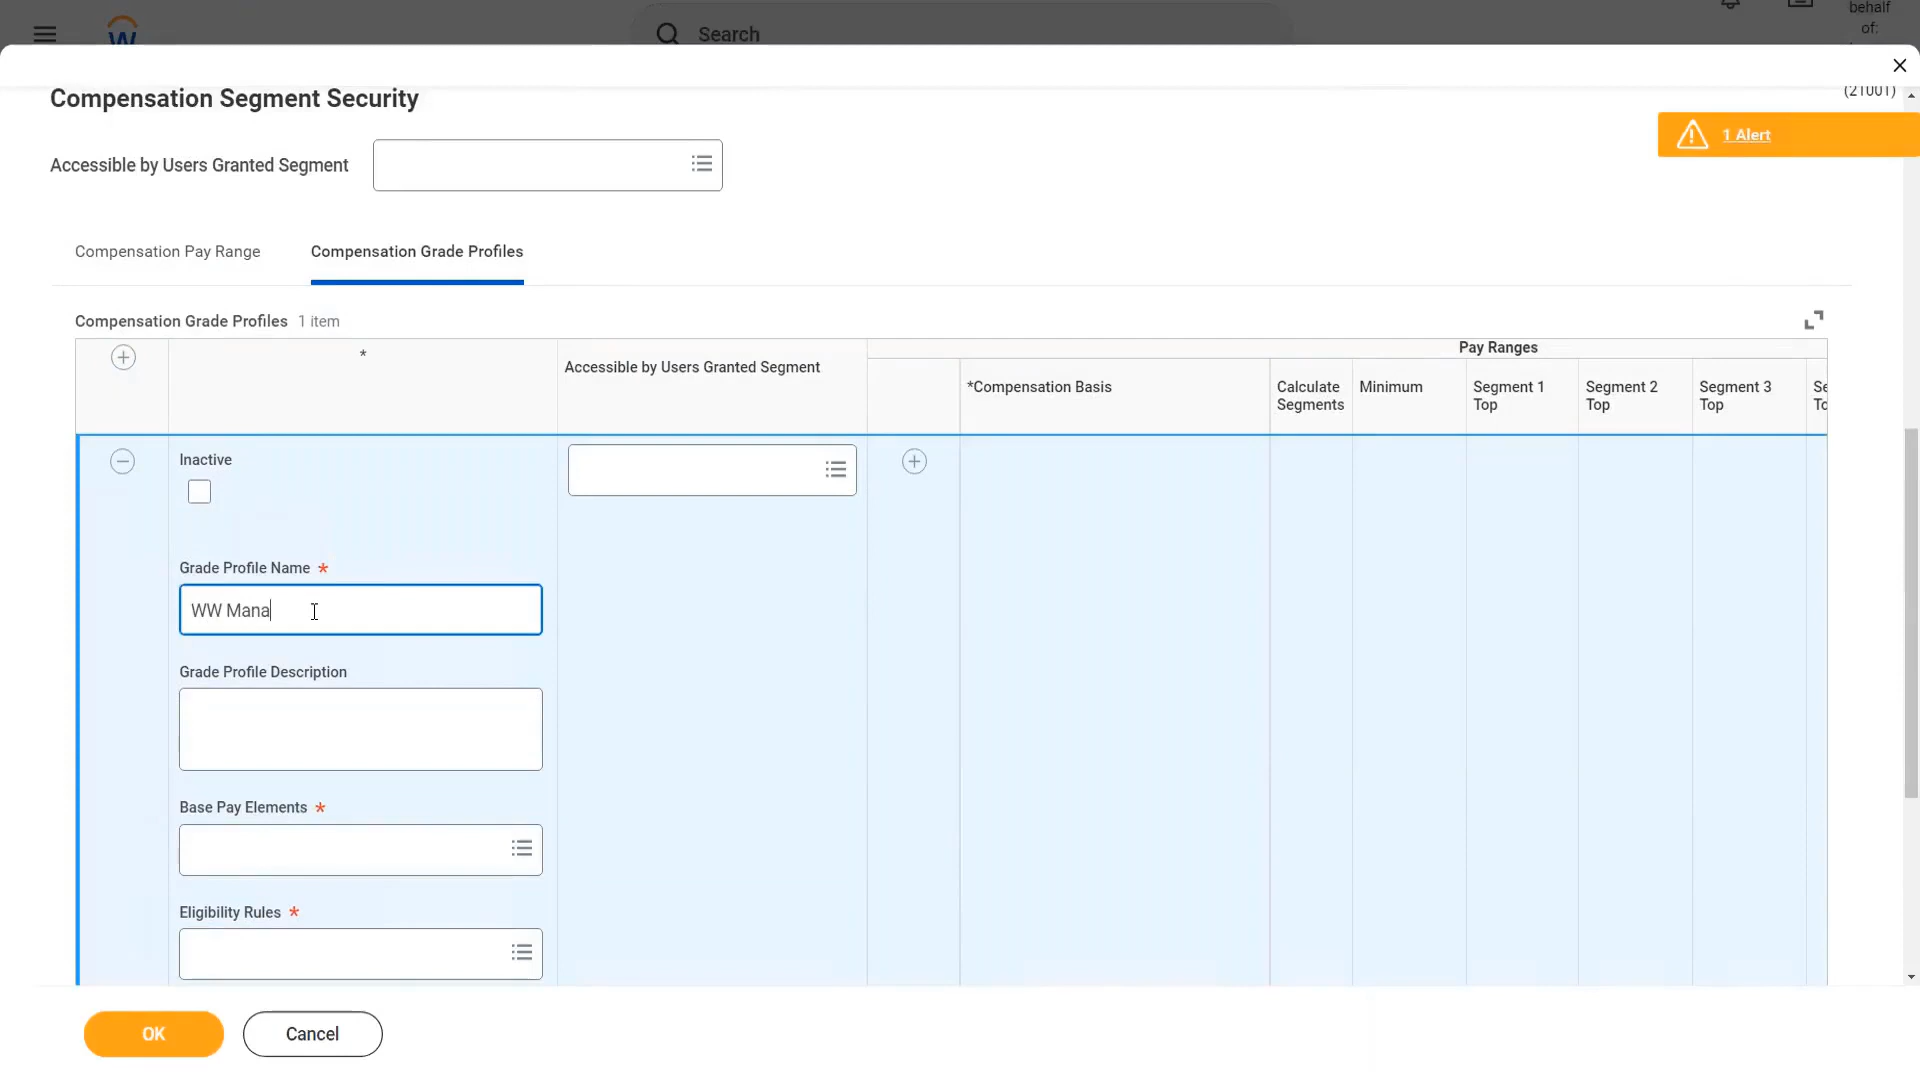 behalf
of:
W
Search
Compensation Segment Security
(21001)
1 Alert
Accessible by Users Granted Segment
Compensation Pay Range
Compensation Grade Profiles
Compensation Grade Profiles 1 item
*
Accessible by Users Granted Segment
Pay Ranges
*Compensation Basis
Calculate
Segments
Minimum
Segment 1
Top
Segment 2
Top
Segment 3
Top
Se
To
Inactive
Grade Profile Name *
WW Mana
Grade Profile Description
Base Pay Elements *
Eligibility Rules *
OK
Cancel